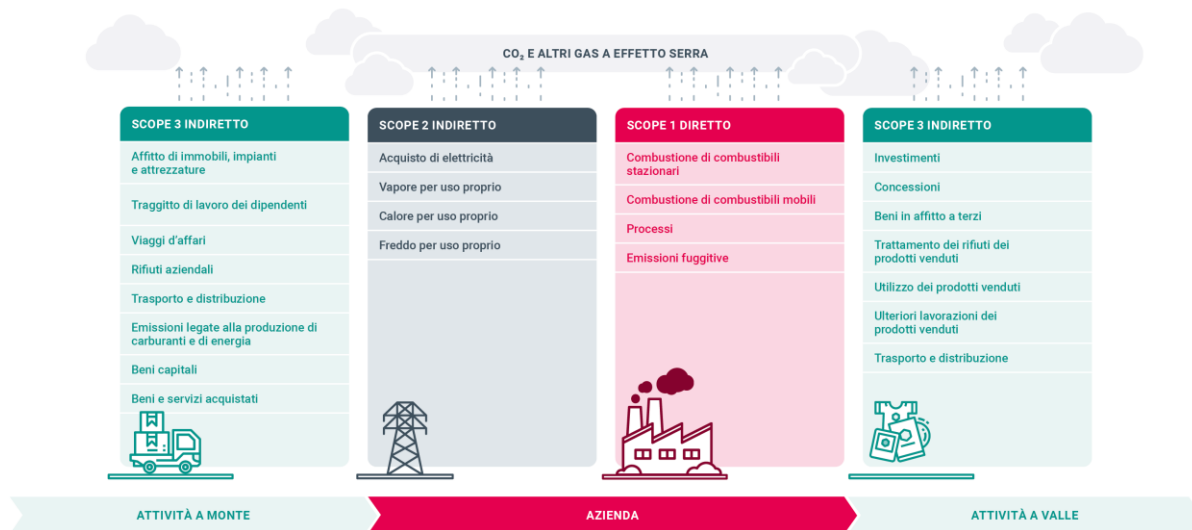 CO₂ E ALTRI GAS A EFFETTO SERRA
SCOPE 3 INDIRETTO
Affitto di immobili, impianti
e attrezzature
Traggitto di lavoro dei dipendenti
Viaggi d'affari
Rifiuti aziendali
Trasporto e distribuzione
Emissioni legate alla produzione di
carburanti e di energia
Beni capitali
Beni e servizi acquistati
SCOPE 2 INDIRETTO
Acquisto di elettricità
Vapore per uso proprio
Calore per uso proprio
Freddo per uso proprio
SCOPE 1 DIRETTO
Combustione di combustibili
stazionari
Combustione di combustibili mobili
Processi
Emissioni fuggitive
SCOPE 3 INDIRETTO
Investimenti
Concessioni
Beni in affitto a terzi
Trattamento dei rifiuti dei
prodotti venduti
Utilizzo dei prodotti venduti
Ulteriori lavorazioni dei
prodotti venduti
Trasporto e distribuzione
ATTIVITÀ A MONTE
AZIENDA
ATTIVITÀ A VALLE